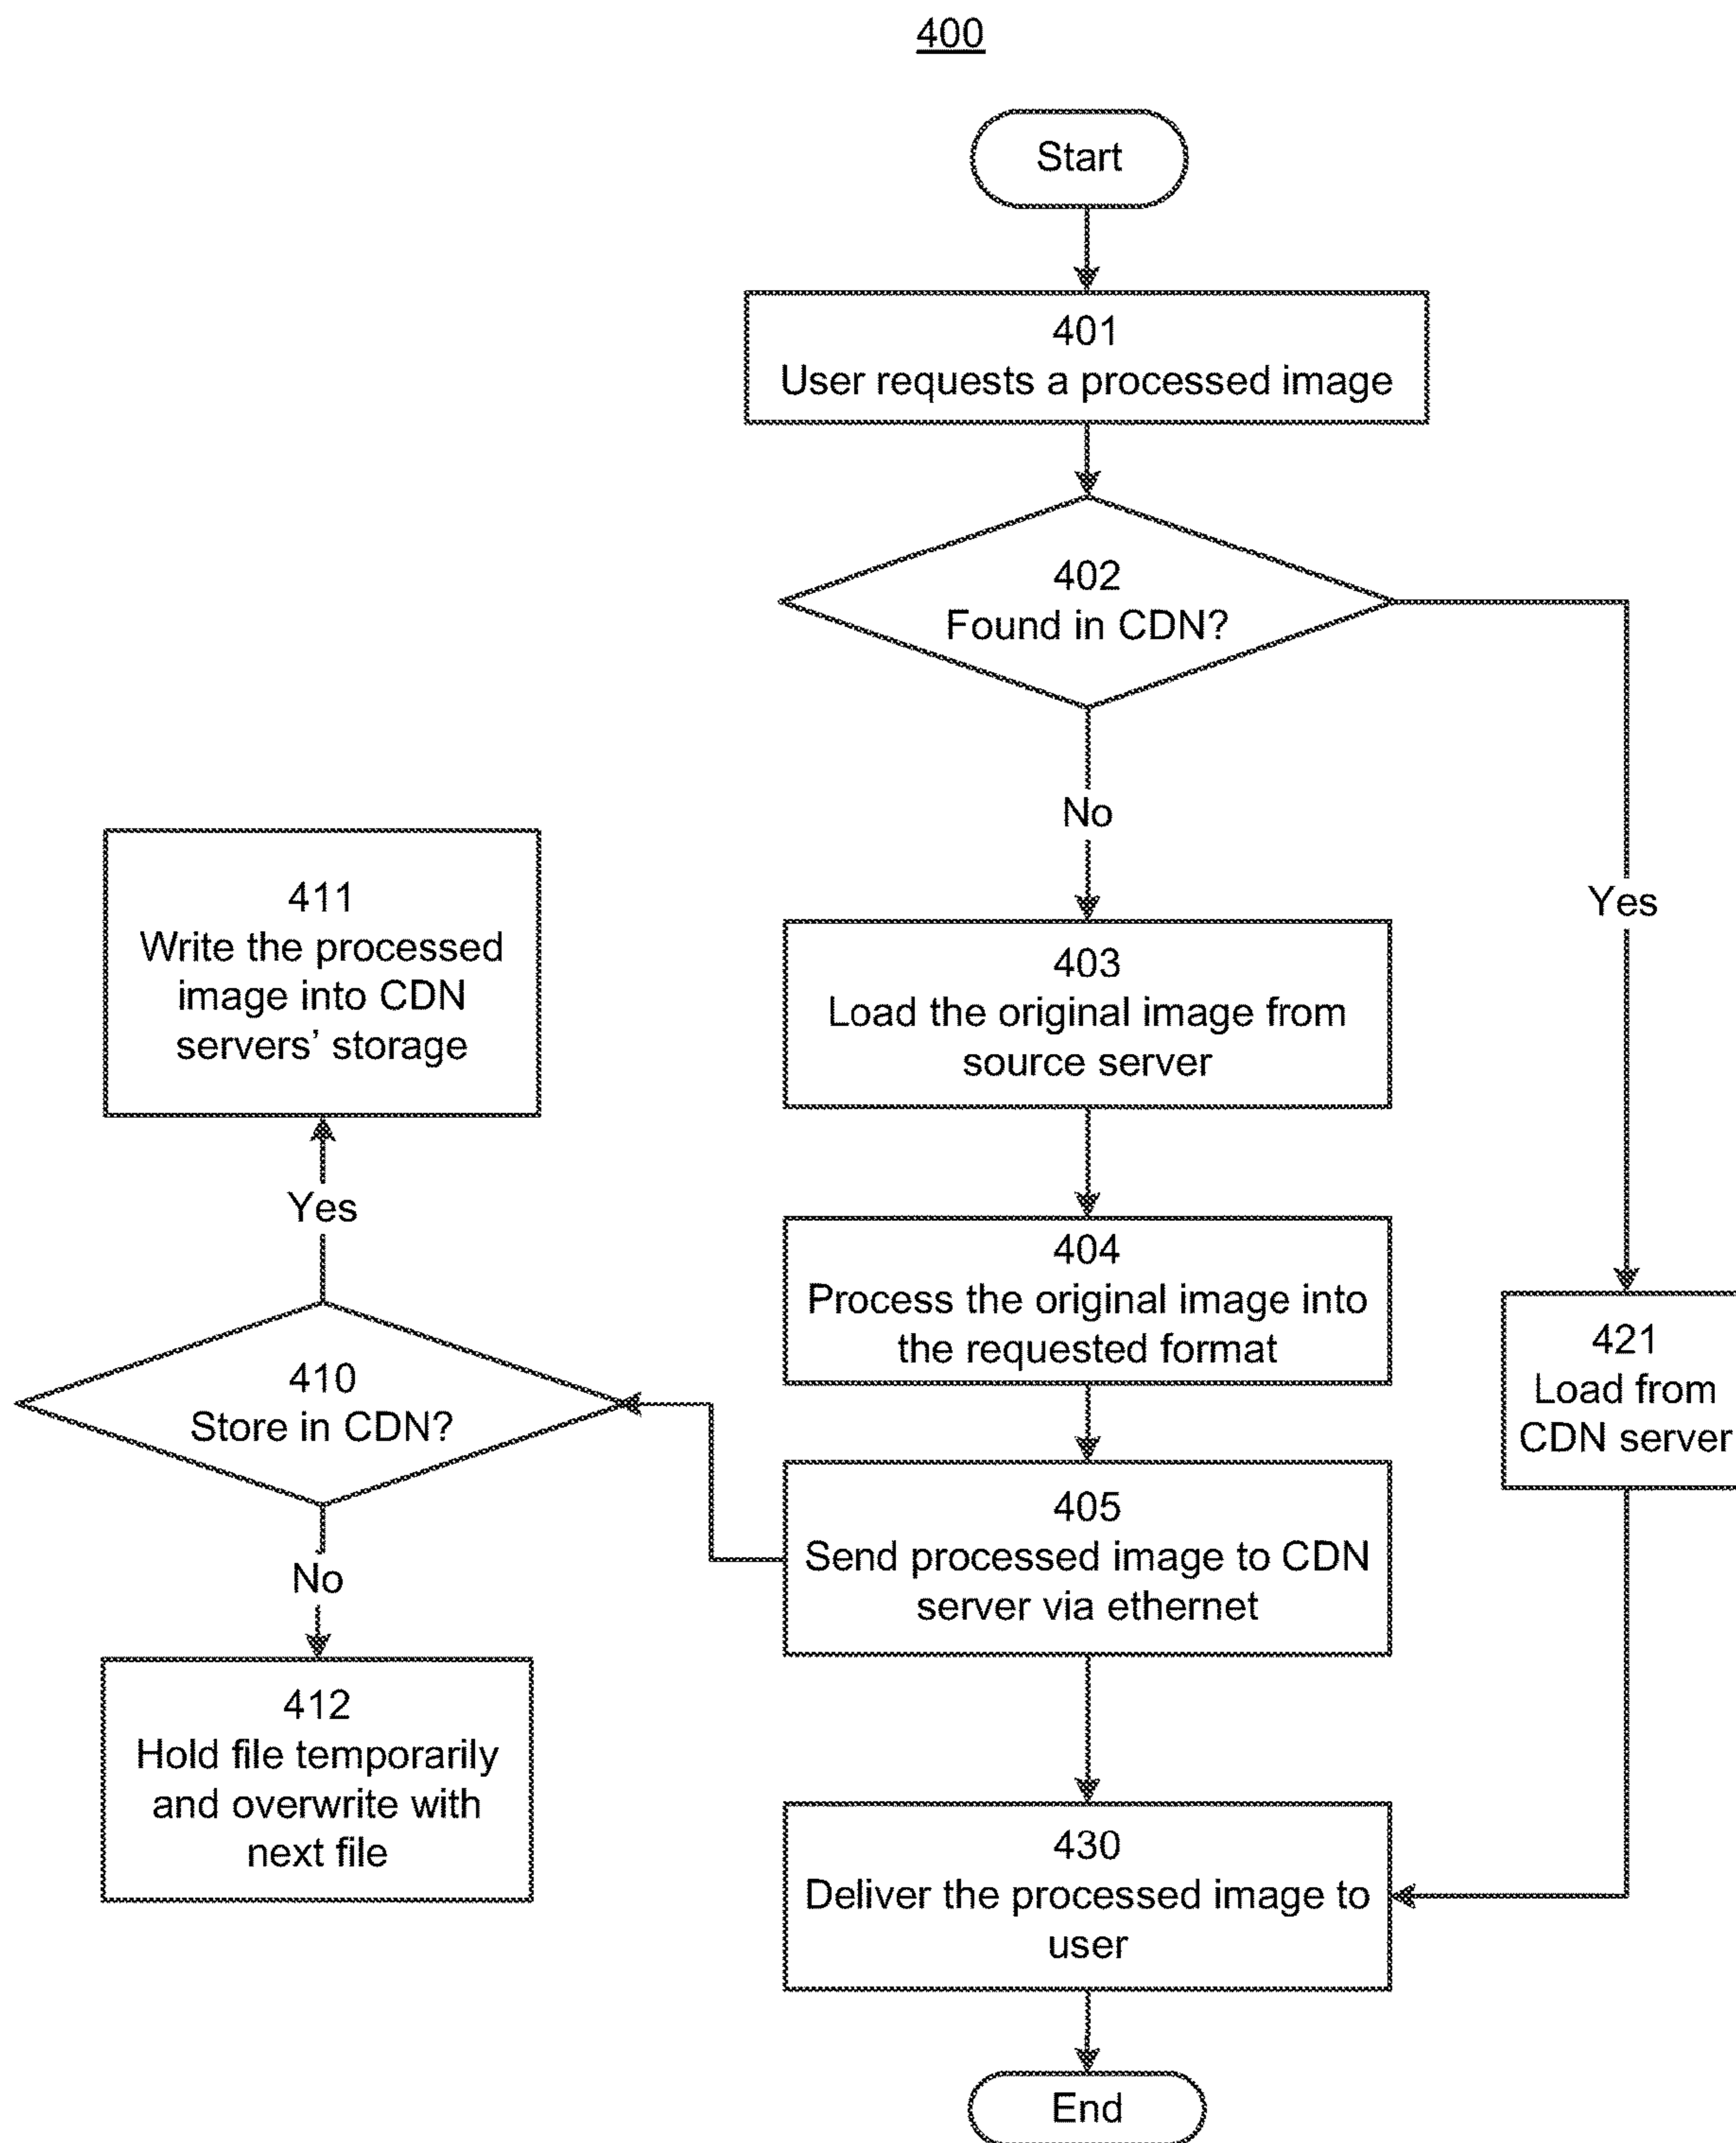 400
Start
401
User requests a processed image
402
Found in CDN?
No
Yes
403
Load the original image from
source server
411
Write the processed
image into CDN
servers’ storage
Yes
404
Process the original image into
the requested format
421
Load from
CDN server
410
Store in CDN?
405
Send processed image to CDN
server via ethernet
No
412
Hold file temporarily
and overwrite with
next file
430
Deliver the processed image to
user
End